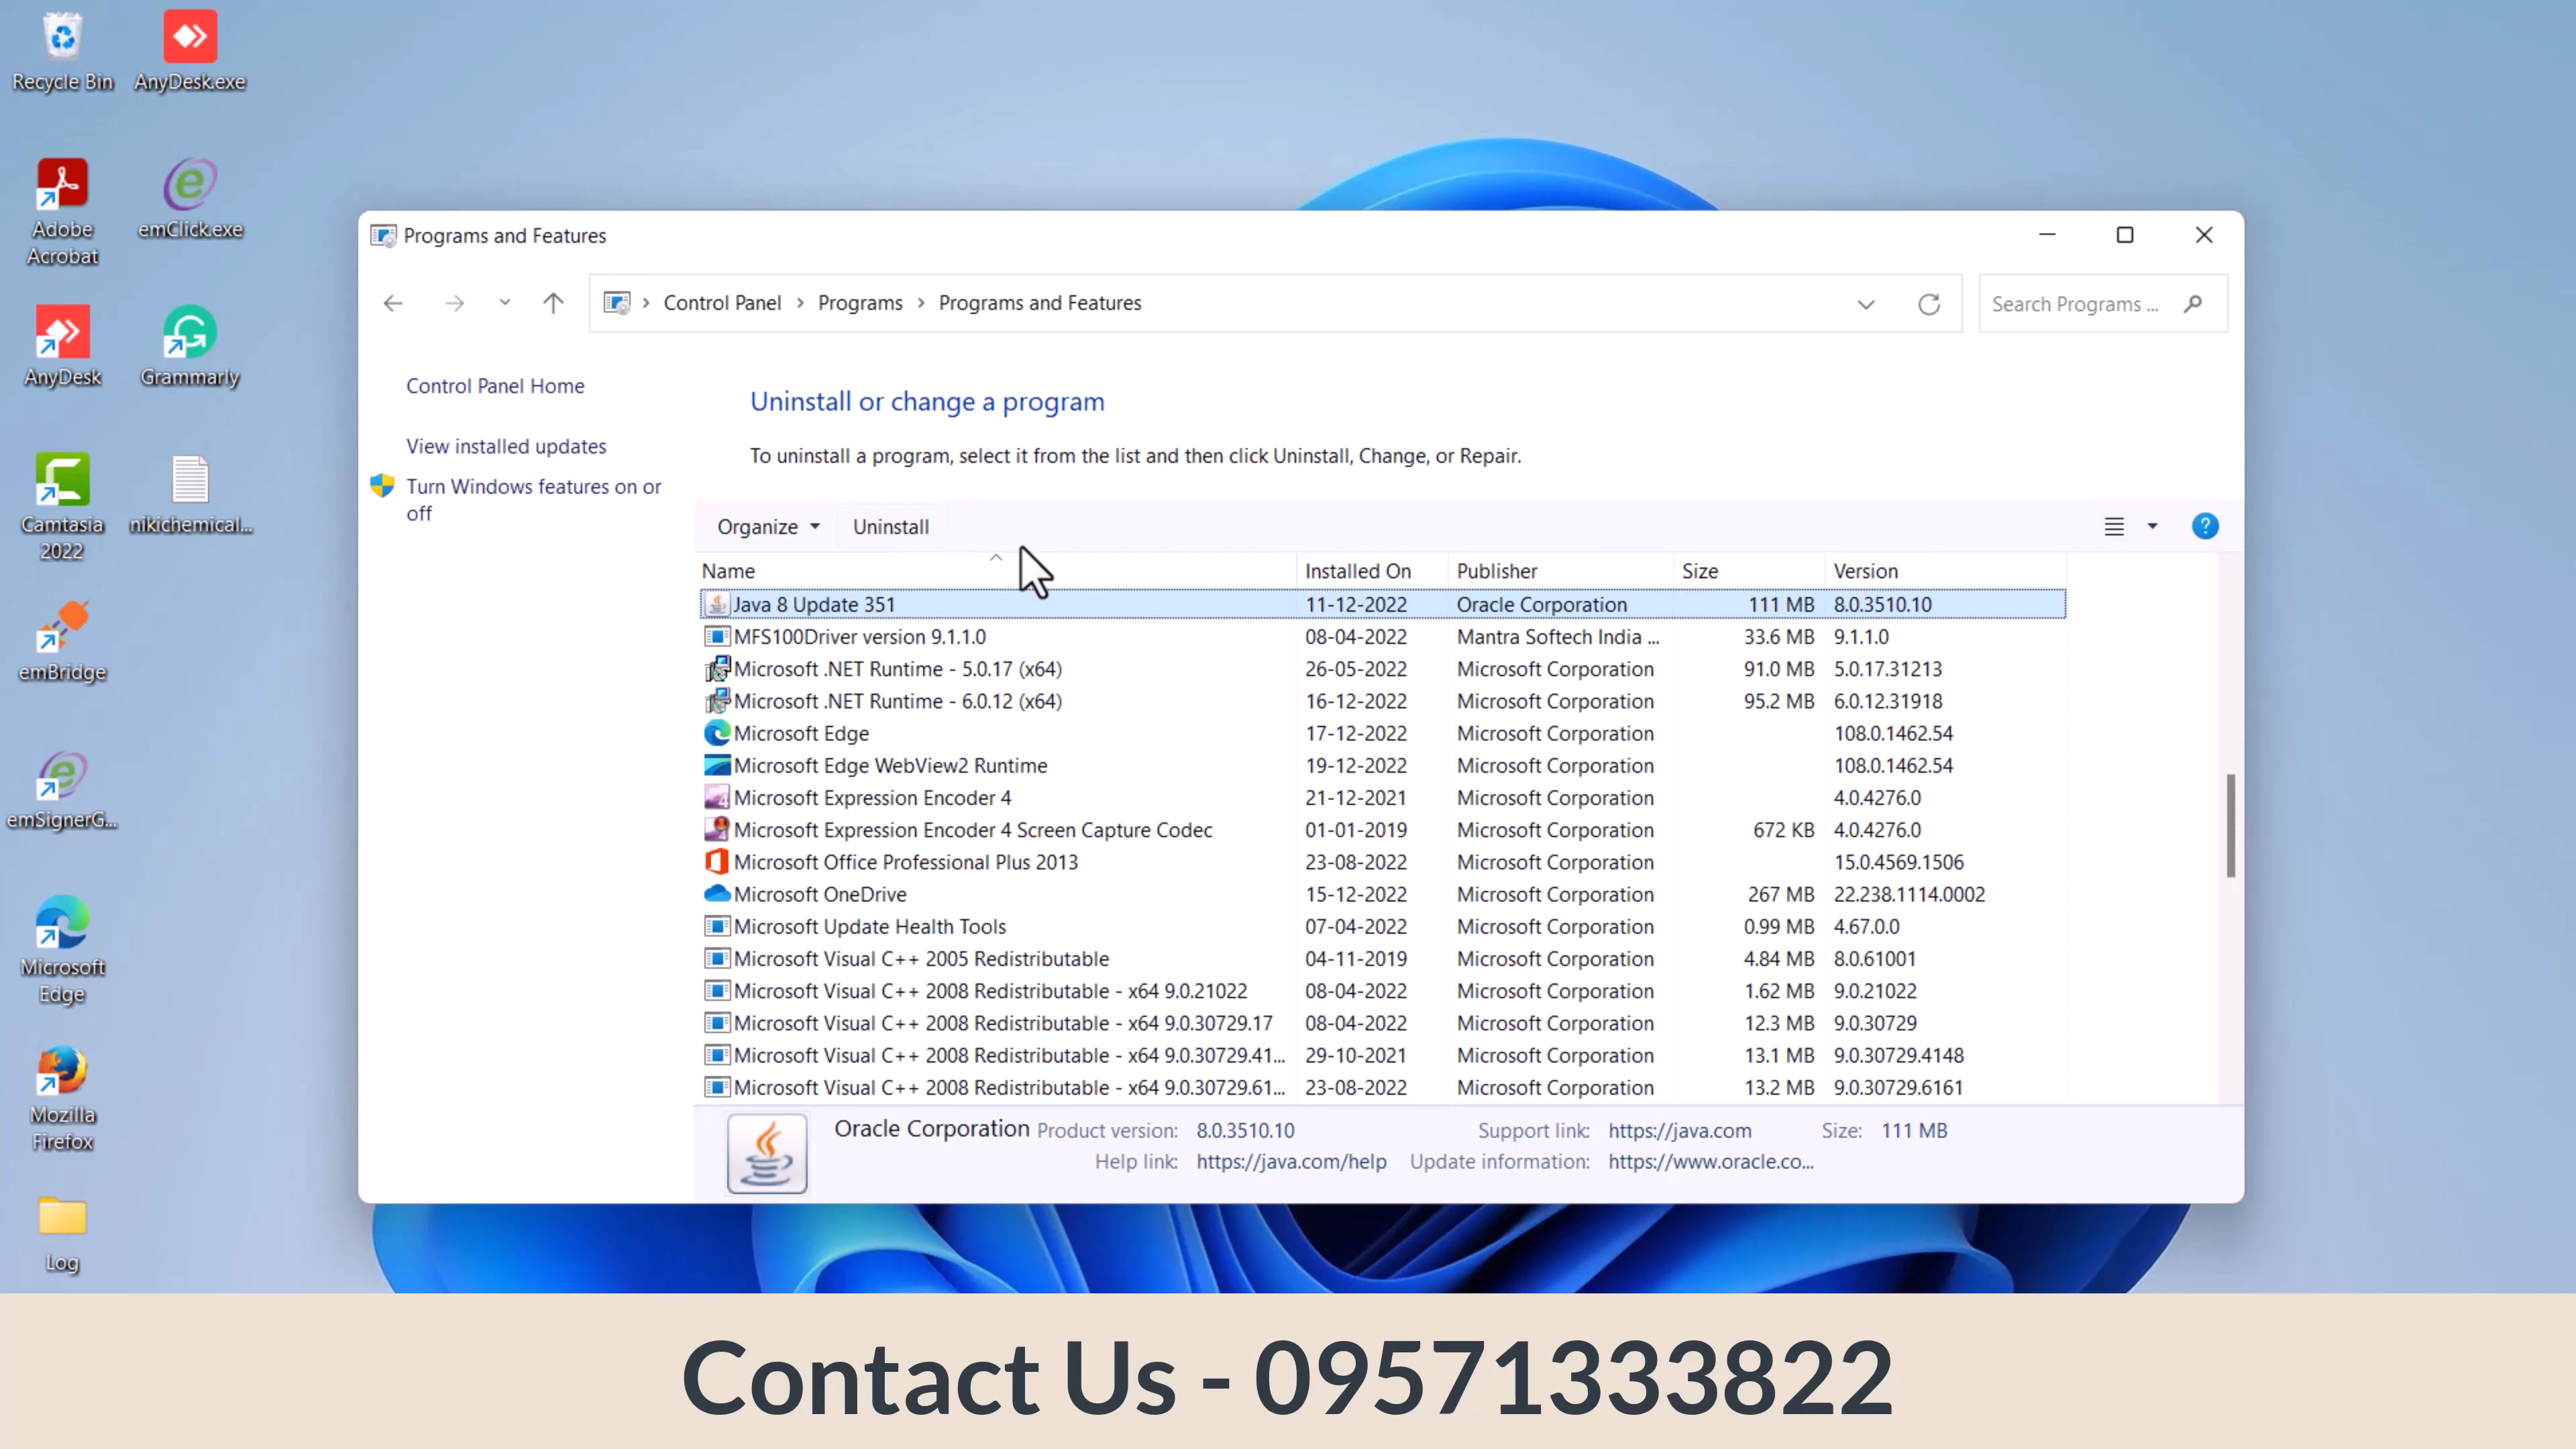 Recycle Bin
AnyDesk.exe
Adobe
Acrobat
emClick.exe
AnyDesk
Grammarly
Camtasia
2022
nikichemical...
emBridge
emSignerG...
Microsoft
Edge
Mozilla
Firefox
Log
Programs and Features
Control Panel > Programs > Programs and Features
Search Programs ...
Control Panel Home
View installed updates
Turn Windows features on or
off
Uninstall or change a program
To uninstall a program, select it from the list and then click Uninstall, Change, or Repair.
Organize Uninstall
?
Name Installed On Publisher Size Version
Java 8 Update 351 11-12-2022 Oracle Corporation 111 MB 8.0.3510.10
MFS100Driver version 9.1.1.0 08-04-2022 Mantra Softech India ... 33.6 MB 9.1.1.0
Microsoft .NET Runtime - 5.0.17 (x64) 26-05-2022 Microsoft Corporation 91.0 MB 5.0.17.31213
Microsoft .NET Runtime - 6.0.12 (x64) 16-12-2022 Microsoft Corporation 95.2 MB 6.0.12.31918
Microsoft Edge 17-12-2022 Microsoft Corporation 108.0.1462.54
Microsoft Edge WebView2 Runtime 19-12-2022 Microsoft Corporation 108.0.1462.54
Microsoft Expression Encoder 4 21-12-2021 Microsoft Corporation 4.0.4276.0
Microsoft Expression Encoder 4 Screen Capture Codec 01-01-2019 Microsoft Corporation 672 KB 4.0.4276.0
Microsoft Office Professional Plus 2013 23-08-2022 Microsoft Corporation 15.0.4569.1506
Microsoft OneDrive 15-12-2022 Microsoft Corporation 267 MB 22.238.1114.0002
Microsoft Update Health Tools 07-04-2022 Microsoft Corporation 0.99 MB 4.67.0.0
Microsoft Visual C++ 2005 Redistributable 04-11-2019 Microsoft Corporation 4.84 MB 8.0.61001
Microsoft Visual C++ 2008 Redistributable - x64 9.0.21022 08-04-2022 Microsoft Corporation 1.62 MB 9.0.21022
Microsoft Visual C++ 2008 Redistributable - x64 9.0.30729.17 08-04-2022 Microsoft Corporation 12.3 MB 9.0.30729
Microsoft Visual C++ 2008 Redistributable - x64 9.0.30729.41... 29-10-2021 Microsoft Corporation 13.1 MB 9.0.30729.4148
Microsoft Visual C++ 2008 Redistributable - x64 9.0.30729.61... 23-08-2022 Microsoft Corporation 13.2 MB 9.0.30729.6161
Oracle Corporation Product version: 8.0.3510.10 Support link: https://java.com Size: 111 MB
Help link: https://java.com/help Update information: https://www.oracle.co...
Contact Us - 09571333822